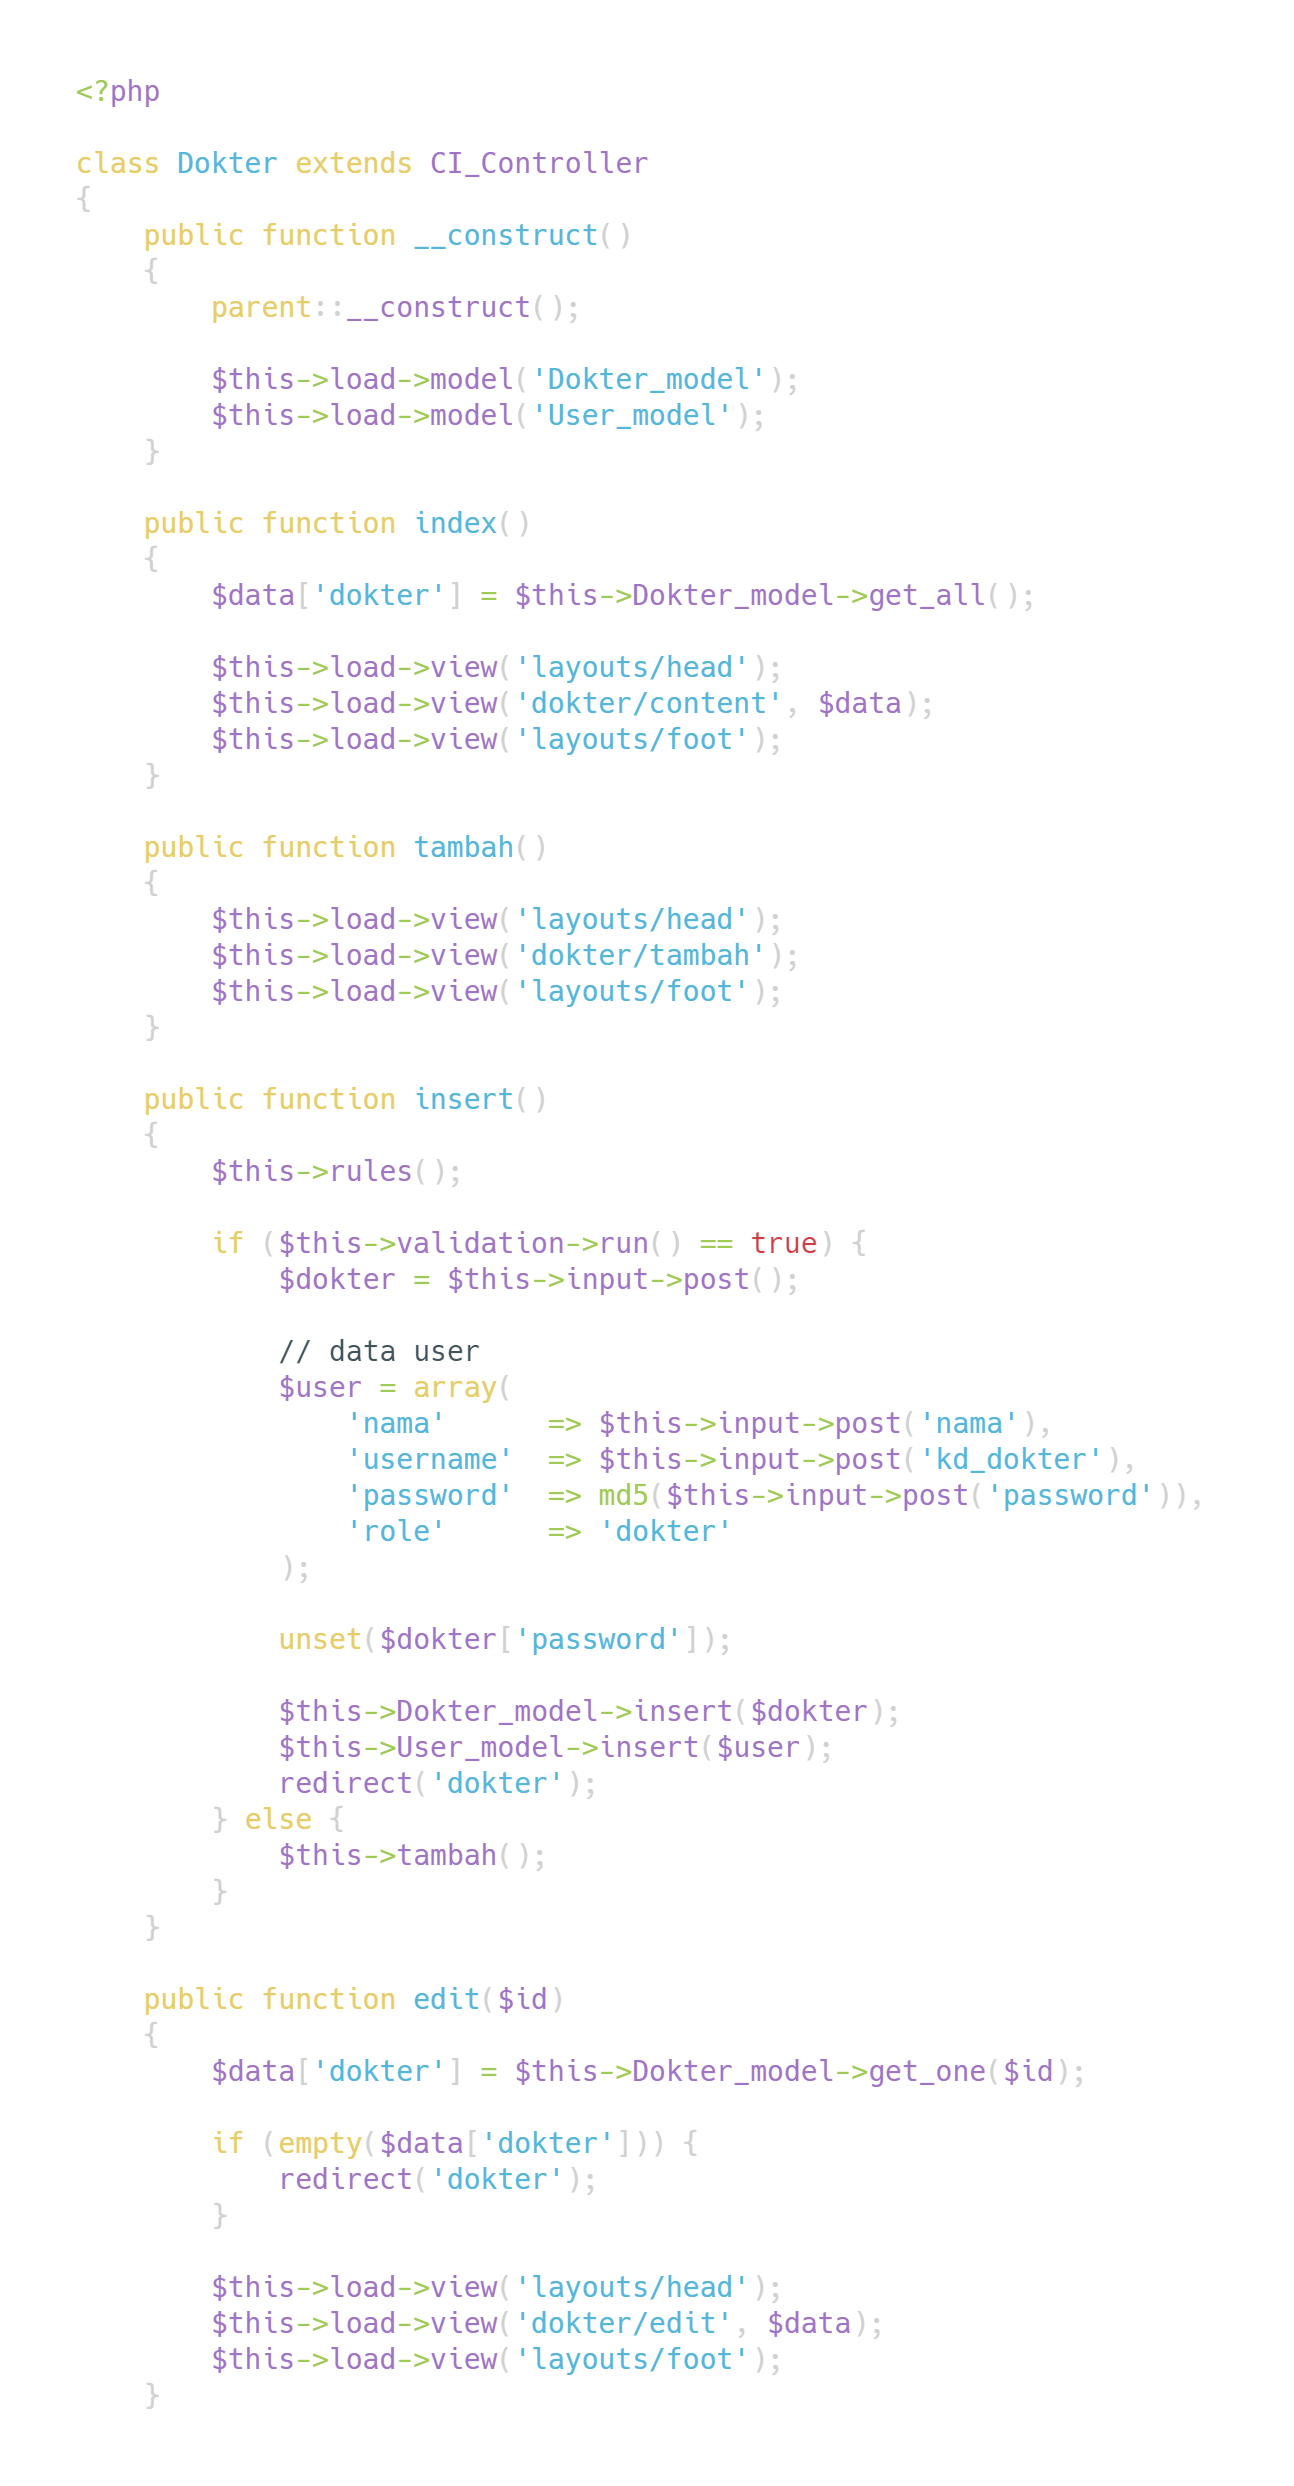 <?php

class Dokter extends CI_Controller
{
    public function __construct()
    {
        parent::__construct();

        $this->load->model('Dokter_model');
        $this->load->model('User_model');
    }

    public function index()
    {
        $data['dokter'] = $this->Dokter_model->get_all();

        $this->load->view('layouts/head');
        $this->load->view('dokter/content', $data);
        $this->load->view('layouts/foot');
    }

    public function tambah()
    {
        $this->load->view('layouts/head');
        $this->load->view('dokter/tambah');
        $this->load->view('layouts/foot');
    }

    public function insert()
    {
        $this->rules();

        if ($this->validation->run() == true) {
            $dokter = $this->input->post();

            // data user
            $user = array(
                'nama'      => $this->input->post('nama'),
                'username'  => $this->input->post('kd_dokter'),
                'password'  => md5($this->input->post('password')),
                'role'      => 'dokter'
            );

            unset($dokter['password']);

            $this->Dokter_model->insert($dokter);
            $this->User_model->insert($user);
            redirect('dokter');
        } else {
            $this->tambah();
        }
    }

    public function edit($id)
    {
        $data['dokter'] = $this->Dokter_model->get_one($id);

        if (empty($data['dokter'])) {
            redirect('dokter');
        }

        $this->load->view('layouts/head');
        $this->load->view('dokter/edit', $data);
        $this->load->view('layouts/foot');
    }